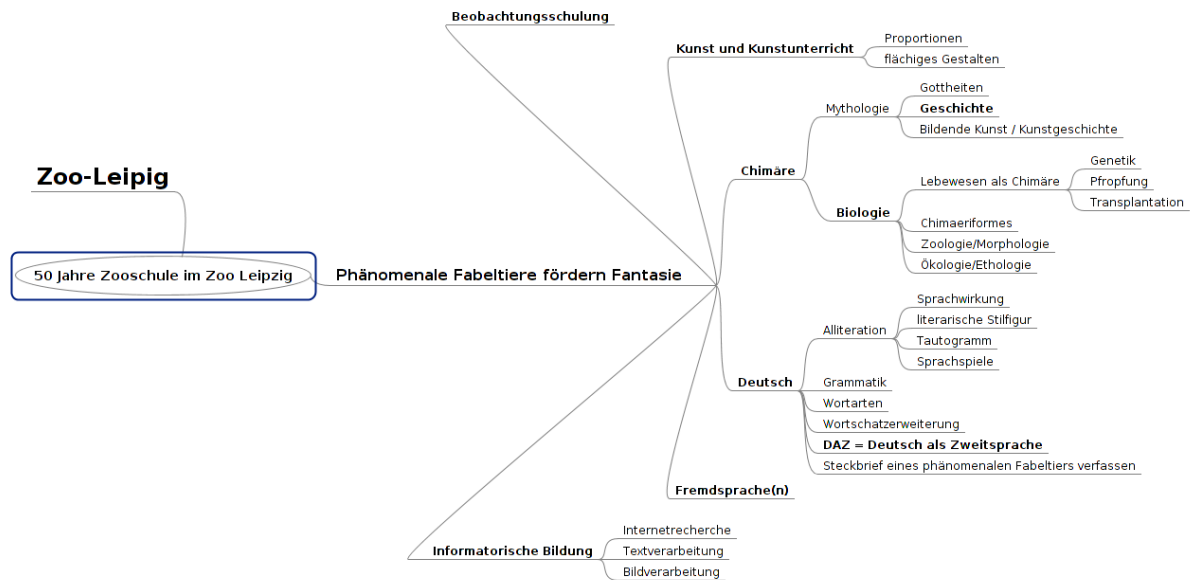 Beobachtungsschulung
Kunst und Kunstunterricht
Proportionen
flächiges Gestalten
Zoo-Leipig
50 Jahre Zooschule im Zoo Leipzig
Phänomenale Fabeltiere fördern Fantasie
Chimäre
Mythologie
Gottheiten
Geschichte
Bildende Kunst / Kunstgeschichte
Biologie
Lebewesen als Chimäre
Genetik
Pfropfung
Transplantation
Chimaeriformes
Zoologie/Morphologie
Ökologie/Ethologie
Deutsch
Alliteration
Sprachwirkung
literarische Stilfigur
Tautogramm
Sprachspiele
Grammatik
Wortarten
Wortschatzerweiterung
DAZ = Deutsch als Zweitsprache
Steckbrief eines phänomenalen Fabeltiers verfassen
Fremdsprache(n)
Informatorische Bildung
Internetrecherche
Textverarbeitung
Bildverarbeitung